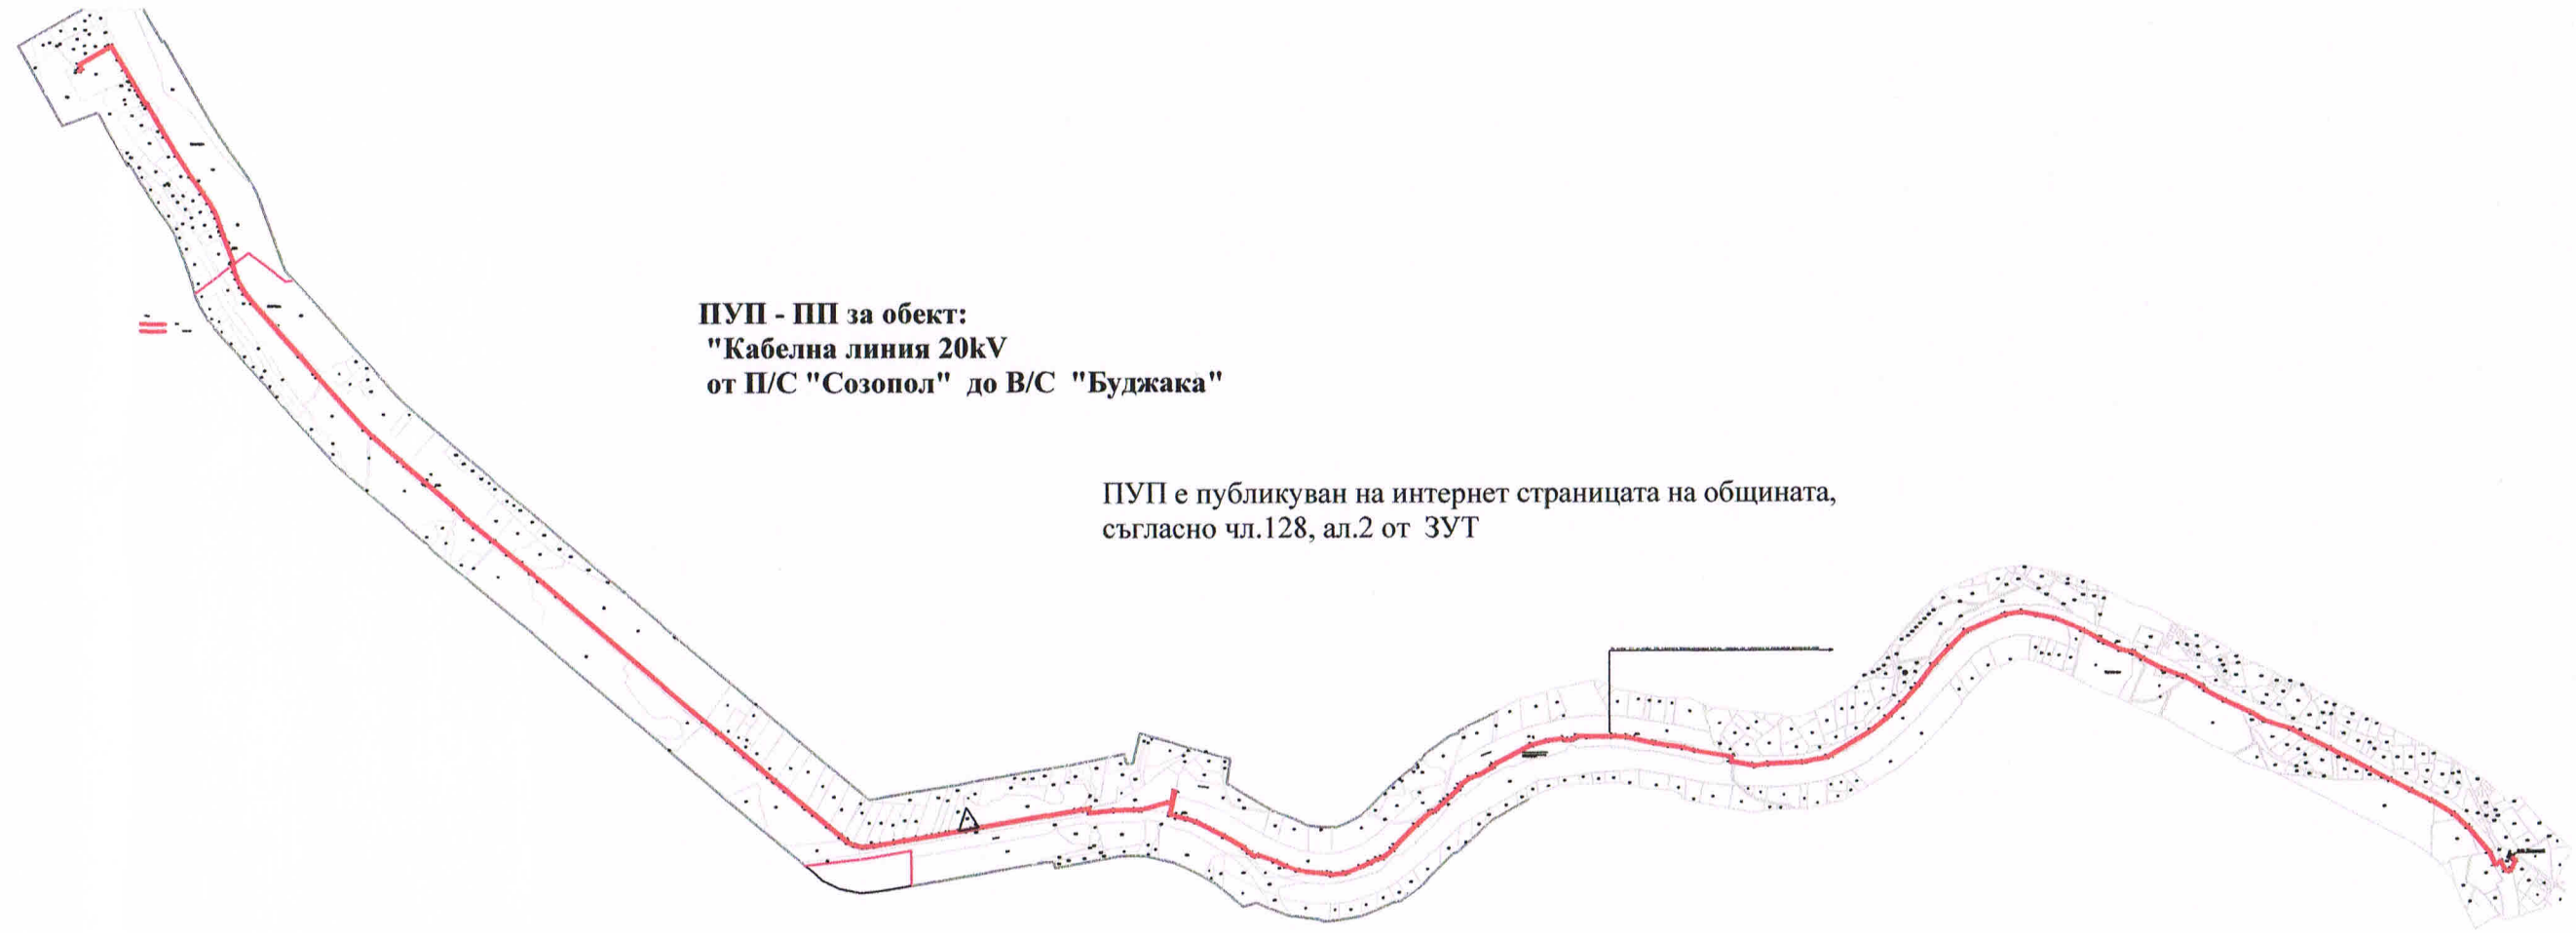 ПУП - ПП за обект:
"Кабелна линия 20kV
от П/С "Созопол" до В/С "Буджака"
ПУП е публикуван на интернет страницата на общината,
съгласно чл.128, ал.2 от ЗУТ